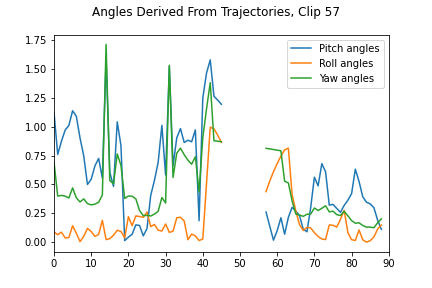 Angles Derived From Trajectories, Clip 57
1.75
1.50
1.25
1.00
0.75
0.50
0.25
0.00
0 10 20 30 40 50 60 70 80 90
Pitch angles
Roll angles
Yaw angles